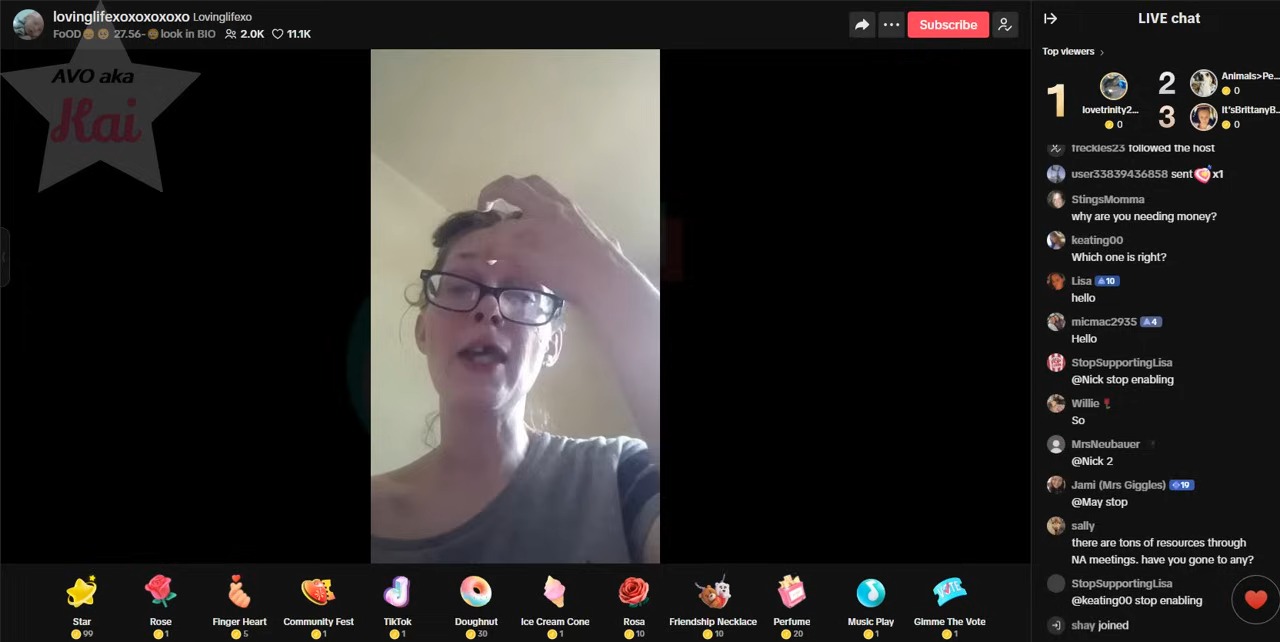 lovinglifexoxoxoxoxo Lovinglifexo
FoOD😞😢 27.56-😞look in BIO 2.0K 11.1K
Subscribe
AVO aka
Kai
LIVE chat
Top viewers >
1
lovetrinity2...
0
2
Animals>Pe...
0
3
It'sBrittanyB...
0
freckles23 followed the host
user33839436858 sent x1
StingsMomma
why are you needing money?
keating00
Which one is right?
Lisa 10
hello
micmac2935 4
Hello
StopSupportingLisa
@Nick stop enabling
Willie🌹
So
MrsNeubauer
@Nick 2
Jami (Mrs Giggles) 19
@May stop
sally
there are tons of resources through
NA meetings. have you gone to any?
StopSupportingLisa
@keating00 stop enabling
shay joined
Star
99
Rose
1
Finger Heart
5
Community Fest
1
TikTok
1
Doughnut
30
Ice Cream Cone
1
Rosa
10
Friendship Necklace
10
Perfume
20
Music Play
1
VOTE
Gimme The Vote
1